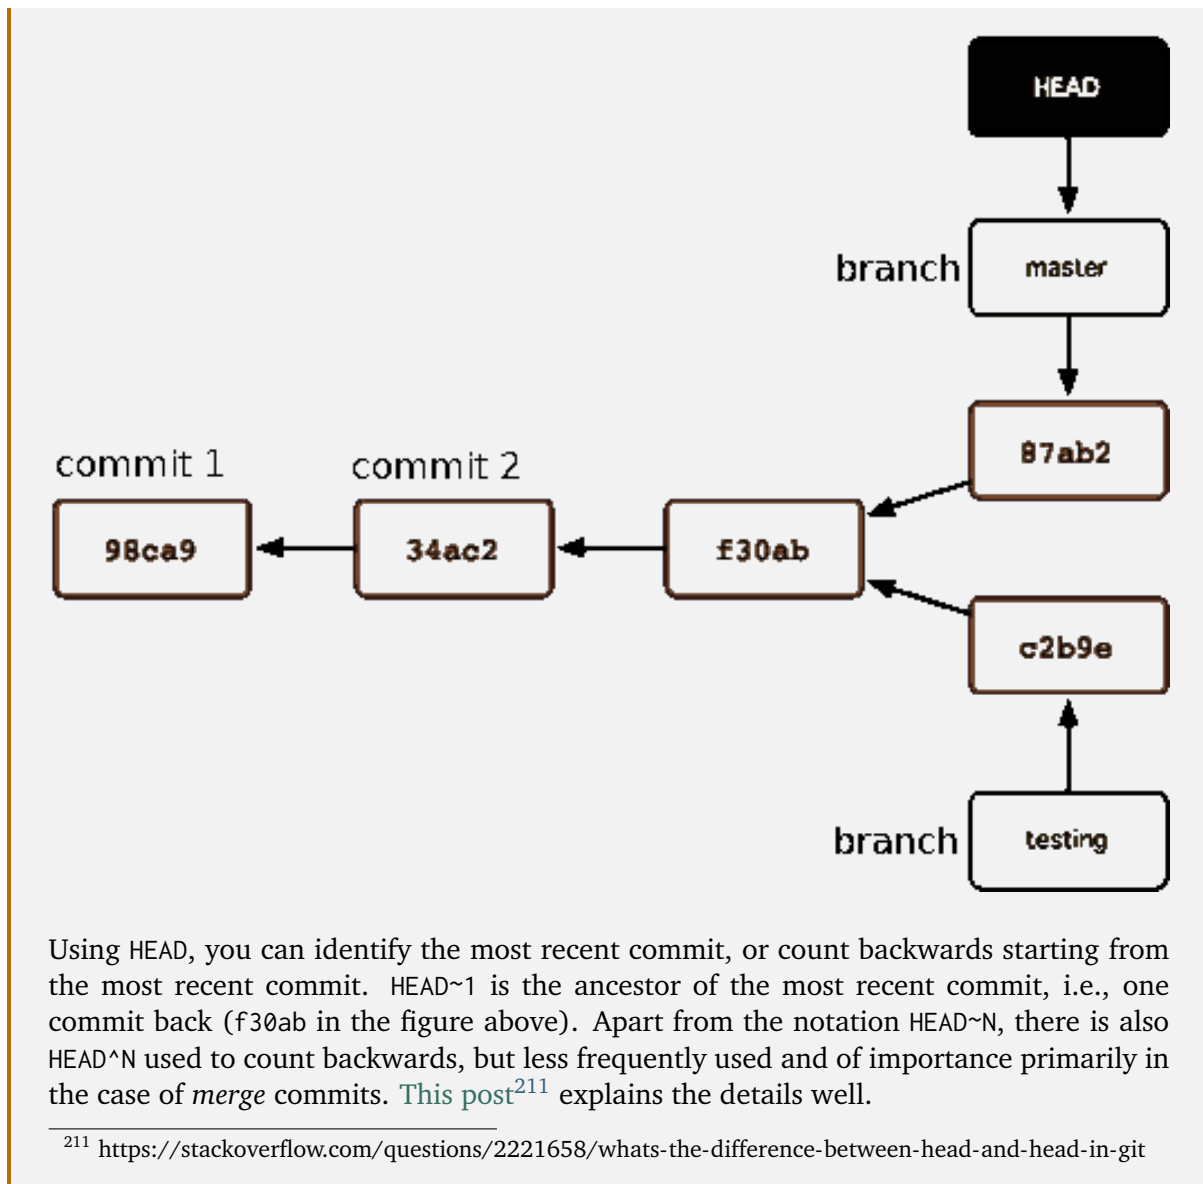 HEAD
branch
master
87ab2
commit 1
commit 2
98ca9
34ac2
f30ab
c2b9e
branch
testing
Using HEAD, you can identify the most recent commit, or count backwards starting from
the most recent commit. HEAD~1 is the ancestor of the most recent commit, i.e., one
commit back (f30ab in the figure above). Apart from the notation HEAD~N, there is also
HEAD^N used to count backwards, but less frequently used and of importance primarily in
the case of merge commits. This post211 explains the details well.
211 https://stackoverflow.com/questions/2221658/whats-the-difference-between-head-and-head-in-git